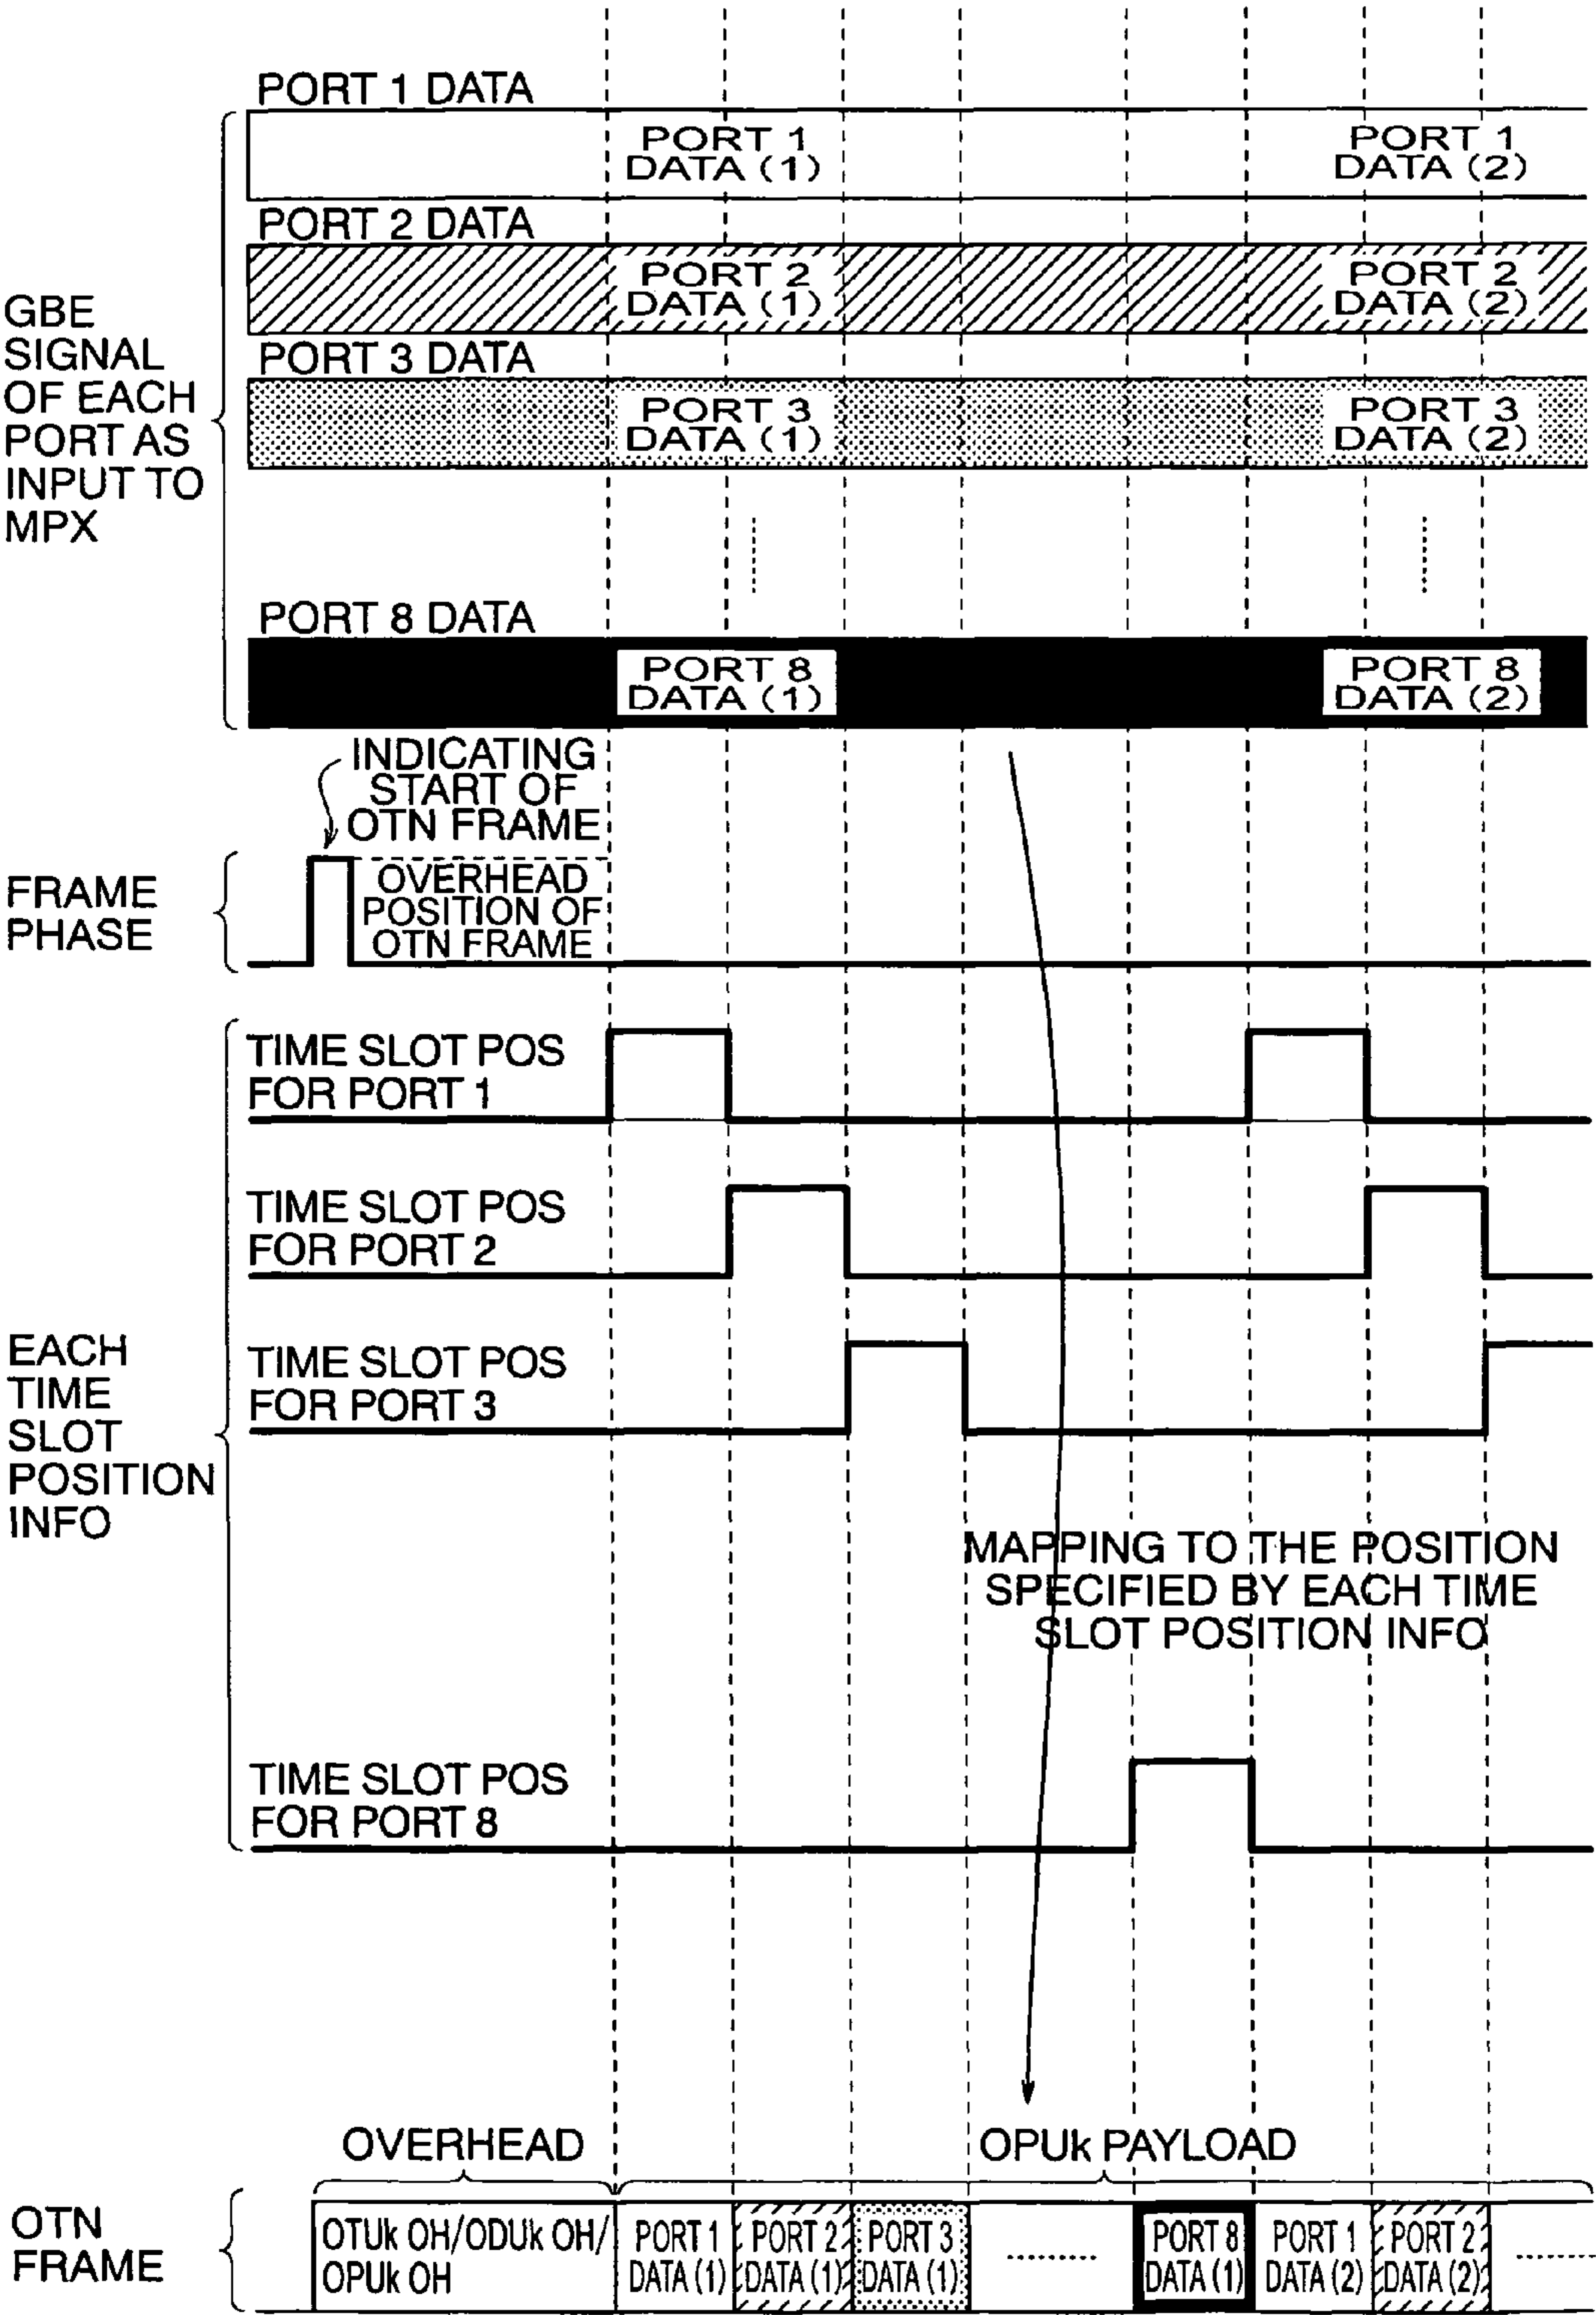 PORT 1 DATA
PORT 1
DATA (1)
PORT 1
DATA (2)
PORT 2 DATA
PORT 2
DATA (1)
PORT 2
DATA (2)
PORT 3 DATA
PORT 3
DATA (1)
PORT 3
DATA (2)
GBE
SIGNAL
OF EACH
PORT AS
INPUT TO
MPX
PORT 8 DATA
PORT 8
DATA (1)
PORT 8
DATA (2)
INDICATING
START OF
OTN FRAME
FRAME
PHASE
OVERHEAD
POSITION OF
OTN FRAME
TIME SLOT POS
FOR PORT 1
TIME SLOT POS
FOR PORT 2
TIME SLOT POS
FOR PORT 3
EACH
TIME
SLOT
POSITION
INFO
MAPPING TO THE POSITION
SPECIFIED BY EACH TIME
SLOT POSITION INFO
TIME SLOT POS
FOR PORT 8
OVERHEAD
OPUk PAYLOAD
OTN
FRAME
OTUk OH/ODUk OH/
OPUk OH
PORT 1
DATA (1)
PORT 2
DATA (1)
PORT 3
DATA (1)
PORT 8
DATA (1)
PORT 1
DATA (2)
PORT 2
DATA (2)